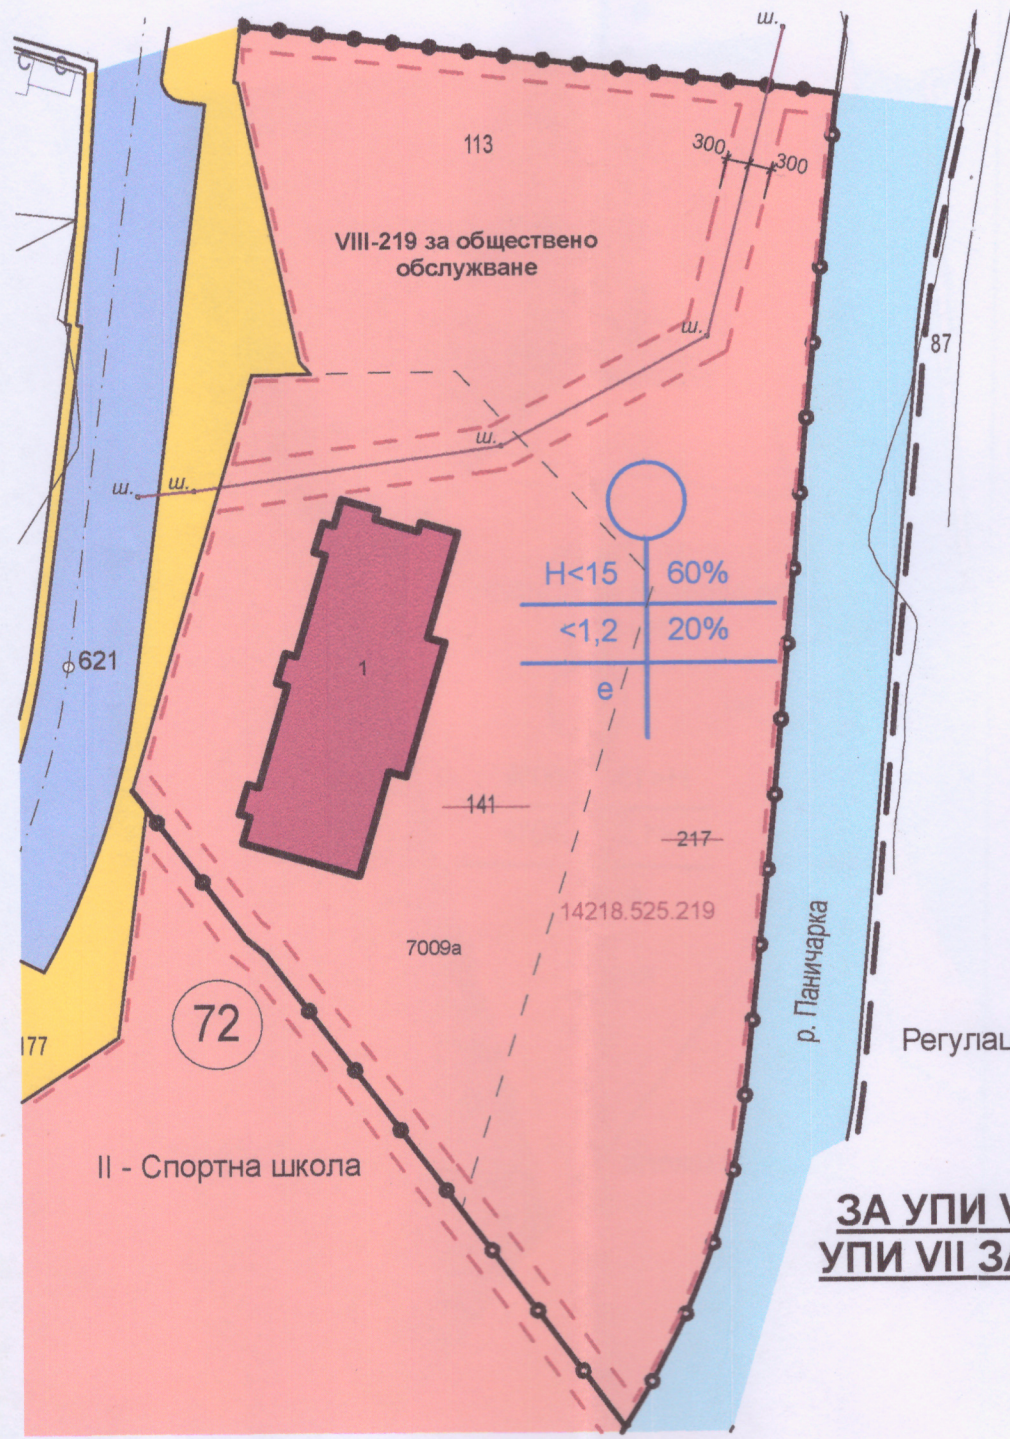 ш.
113
300
300
VIII-219 за обществено
обслужване
ш.
87
ш.
ш.
ш.
H<15 60%
<1,2 20%
е
621
1
141
217
14218.525.219
7009а
р. Паничарка
72
177
Регулац
II - Спортна школа
ЗА УПИ V
УПИ VII ЗА